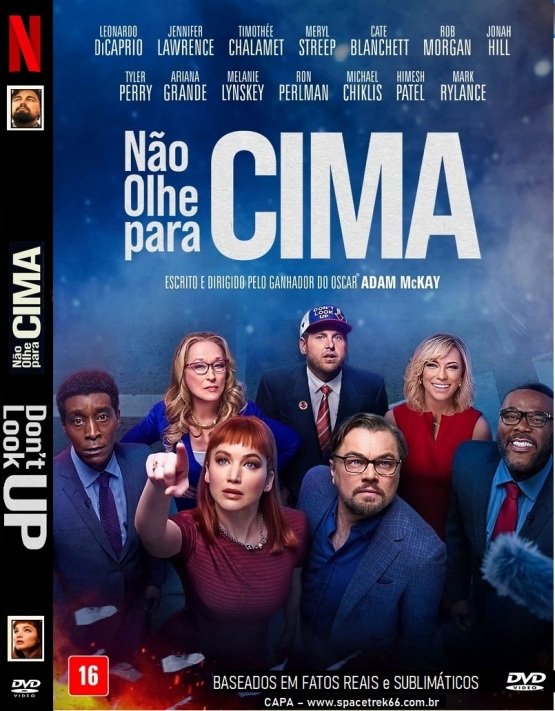 LEONARDO DiCAPRIO
JENNIFER LAWRENCE
TIMOTHÉE CHALAMET
MERYL STREEP
CATE BLANCHETT
ROB MORGAN
JONAH HILL
TYLER PERRY
ARIANA GRANDE
MELANIE LYNSKEY
RON PERLMAN
MICHAEL CHIKLIS
HIMESH PATEL
MARK RYLANCE
Não
Olhe
para
CIMA
ESCRITO E DIRIGIDO PELO GANHADOR DO OSCAR® ADAM McKAY
DON'T
LOOK
UP
16
BASEADOS EM FATOS REAIS e SUBLIMÁTICOS
CAPA – www.spacetrek66.com.br
DVD
VIDEO
N
Não
Olhe
para
CIMA
Don't
Look
UP
DVD
VIDEO